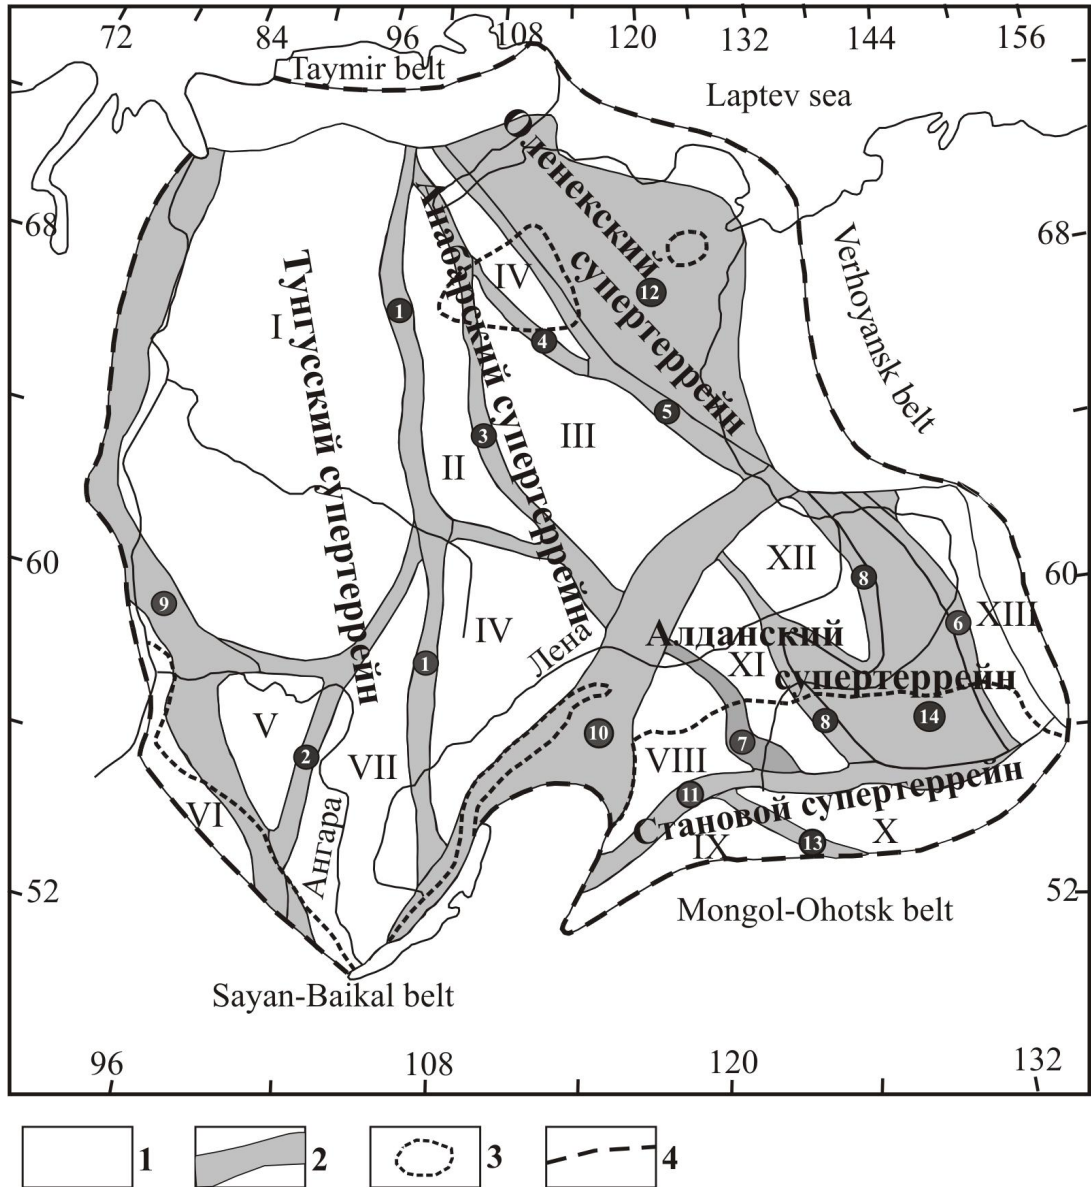 72 84 96 108 120 132 144 156
Taymir belt
Laptev sea
Оленекский
супертеррейн
68
68
Verhoyansk belt
Анабарский супертеррейн
Тунгусский супертеррейн
IV
12
I
1
4
5
3
III
II
60
60
XII
8
9
6
XIII
IV
Алданский
Лена
XI
1
супертеррейн
V
14
10
8
7
2
VII
VIII
11
Становой супертеррейн
VI
X
Ангара
IX
13
52
52
Mongol-Ohotsk belt
Sayan-Baikal belt
96 108 120 132
1 2 3 4